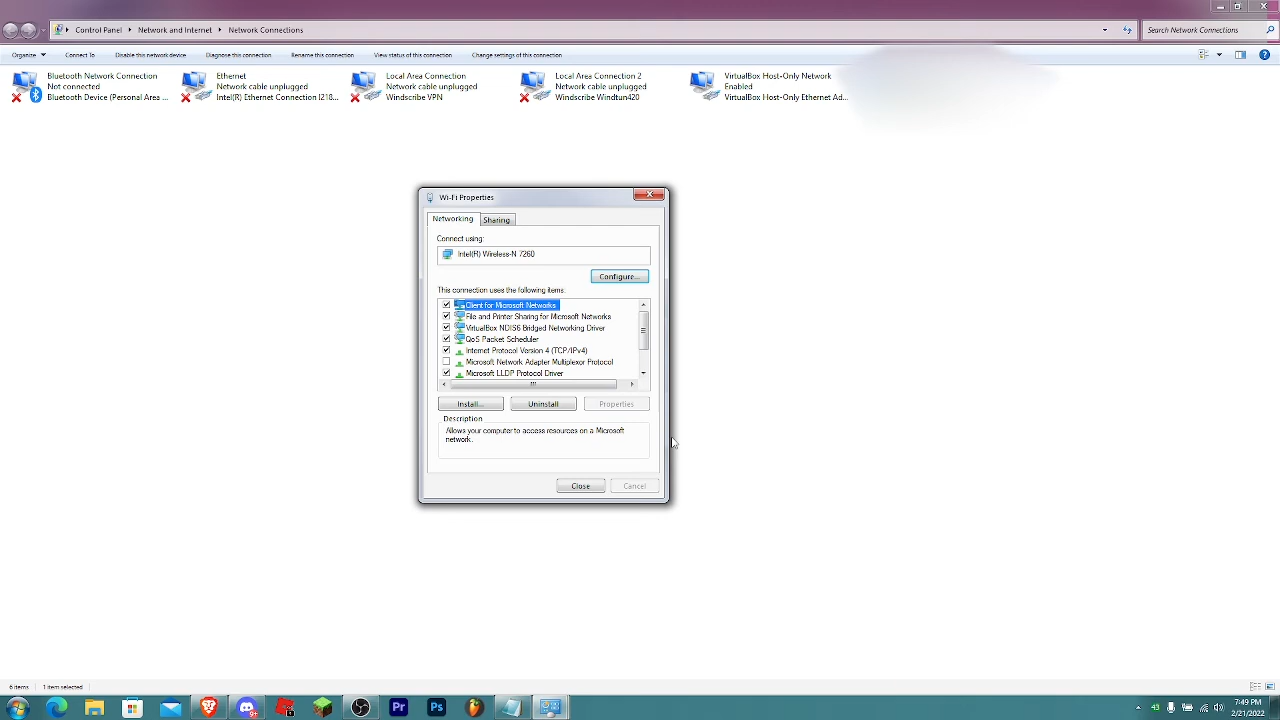 Control Panel
Network and Internet
Network Connections
Search Network Connections
Organize
Connect To
Disable this network device
Diagnose this connection
Rename this connection
View status of this connection
Change settings of this connection
Bluetooth Network Connection
Not connected
Bluetooth Device (Personal Area ...
Ethernet
Network cable unplugged
Intel(R) Ethernet Connection I218...
Local Area Connection
Network cable unplugged
Windscribe VPN
Local Area Connection 2
Network cable unplugged
Windscribe Windtun420
VirtualBox Host-Only Network
Enabled
VirtualBox Host-Only Ethernet Ad...
Wi-Fi Properties
Networking
Sharing
Connect using:
Intel(R) Wireless-N 7260
Configure...
This connection uses the following items:
Client for Microsoft Networks
File and Printer Sharing for Microsoft Networks
VirtualBox NDIS6 Bridged Networking Driver
QoS Packet Scheduler
Internet Protocol Version 4 (TCP/IPv4)
Microsoft Network Adapter Multiplexor Protocol
Microsoft LLDP Protocol Driver
Install...
Uninstall
Properties
Description
Allows your computer to access resources on a Microsoft
network.
Close
Cancel
6 items
1 item selected
Pr
Ps
7:49 PM
2/21/2022